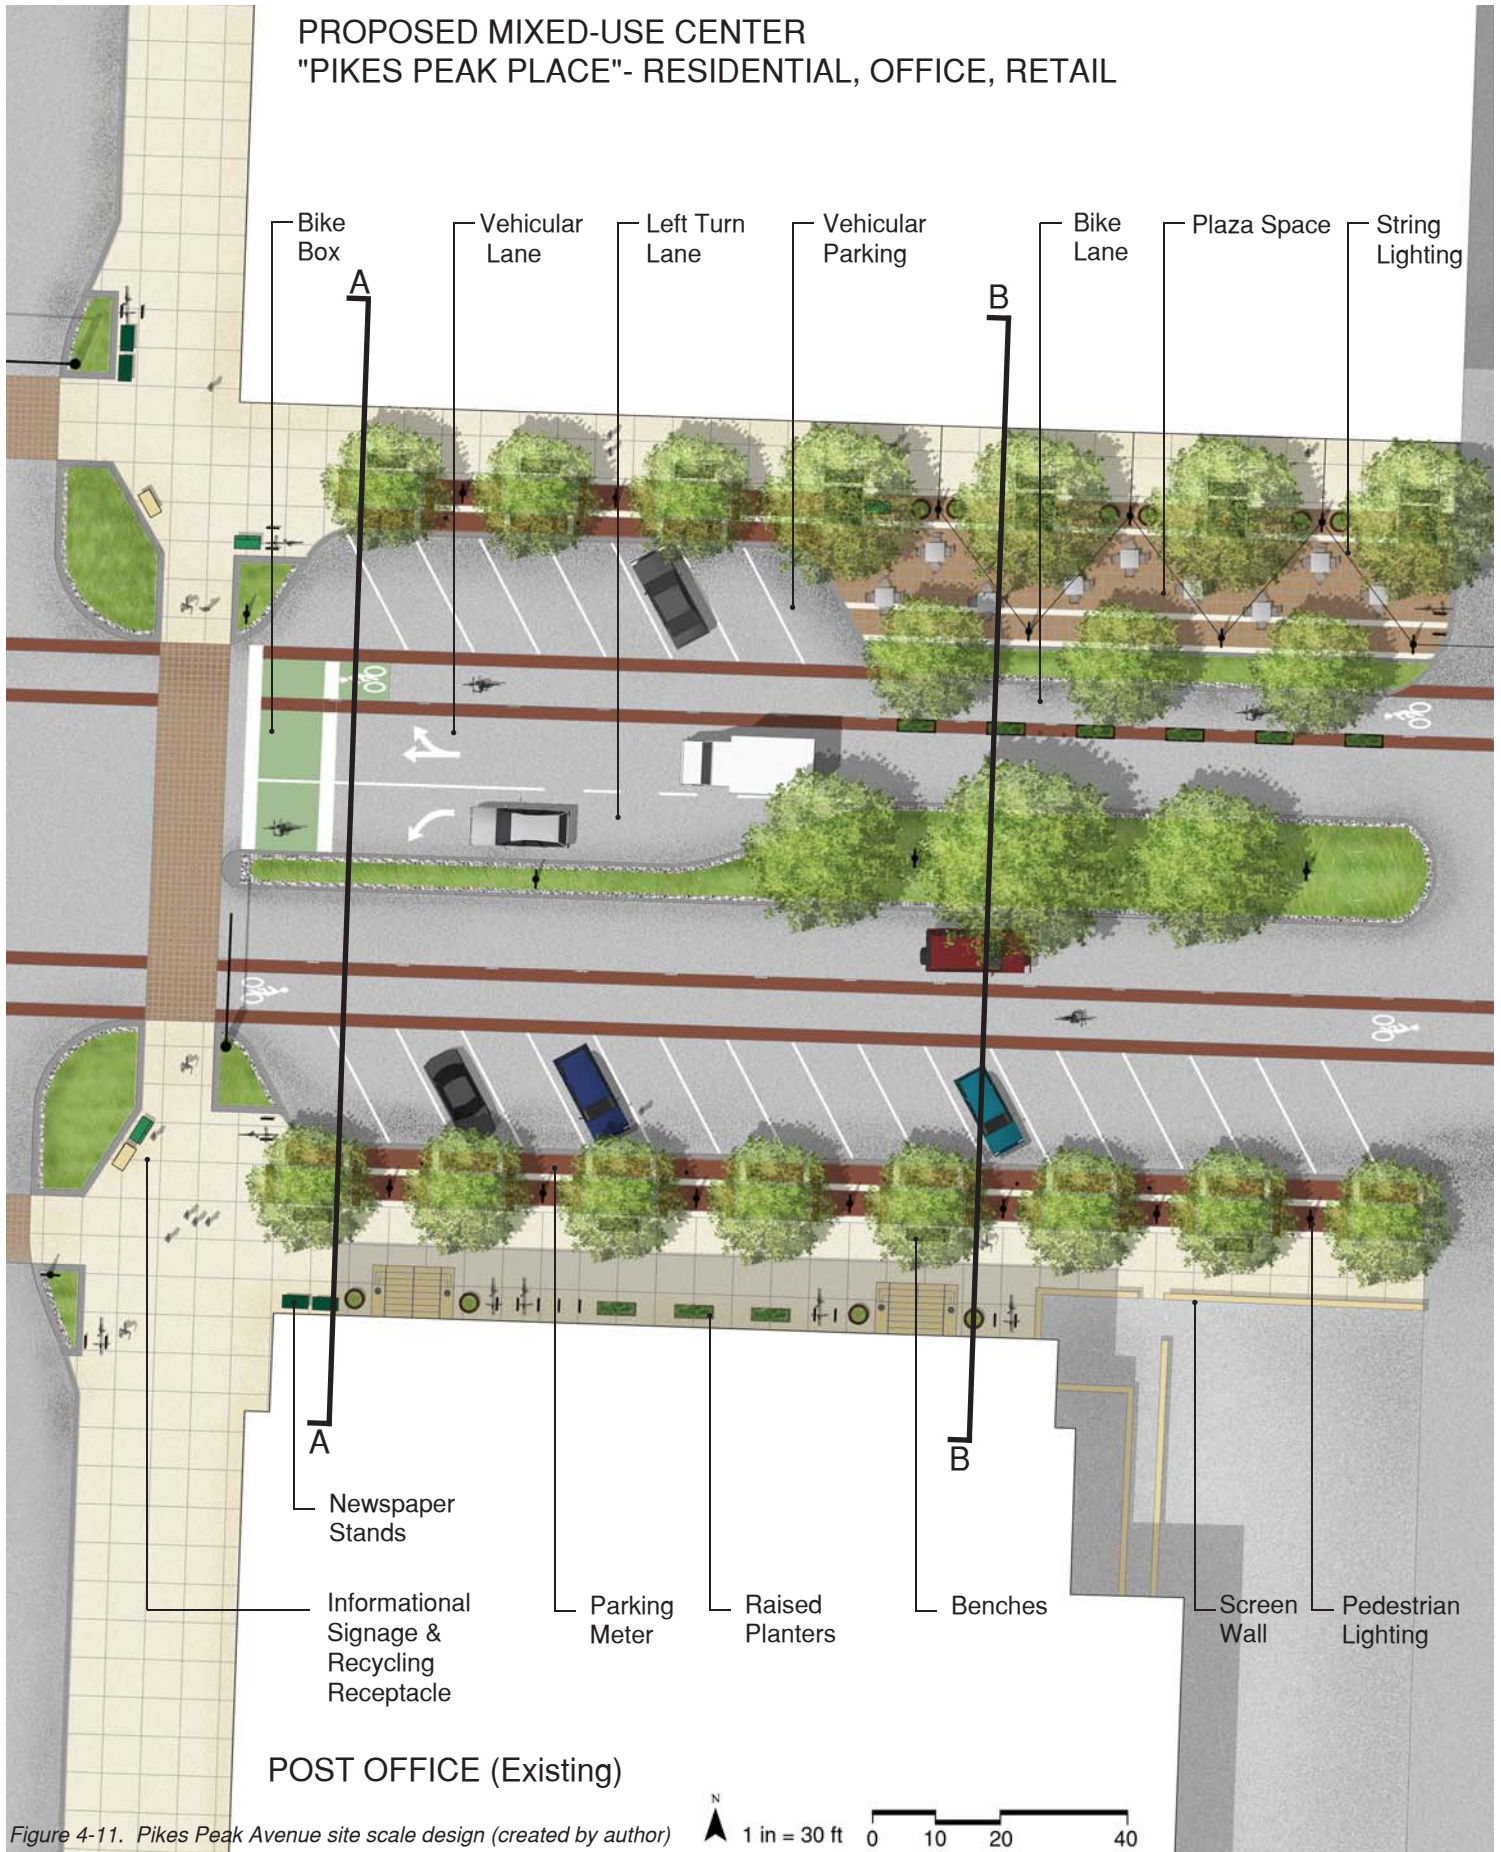 PROPOSED MIXED-USE CENTER
"PIKES PEAK PLACE"- RESIDENTIAL, OFFICE, RETAIL
Bike
Box
Vehicular
Lane
Left Turn
Lane
Vehicular
Parking
Bike
Lane
Plaza Space
String
Lighting
A
B
A
B
Newspaper
Stands
Informational
Signage &
Recycling
Receptacle
Parking
Meter
Raised
Planters
Benches
Screen
Wall
Pedestrian
Lighting
POST OFFICE (Existing)
Figure 4-11. Pikes Peak Avenue site scale design (created by author)
N
1 in = 30 ft
0 10 20 40